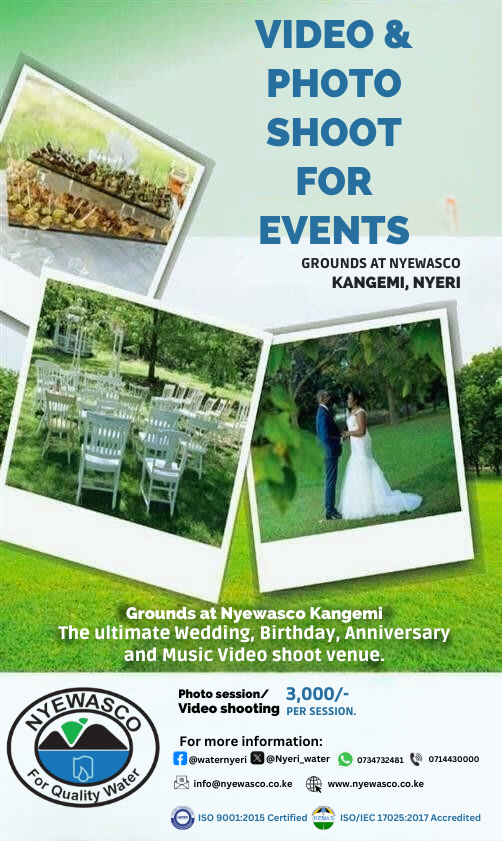 VIDEO &
PHOTO
SHOOT
FOR
EVENTS
GROUNDS AT NYEWASCO
KANGEMI, NYERI
Grounds at Nyewasco Kangemi
The ultimate Wedding, Birthday, Anniversary
and Music Video shoot venue.
NYEWASCO
For Quality Water
Photo session/
Video shooting
3,000/-
PER SESSION.
For more information:
@waternyeri @Nyeri_water 0734732481 0714430000
info@nyewasco.co.ke www.nyewasco.co.ke
ISO 9001:2015 Certified KENAS ISO/IEC 17025:2017 Accredited